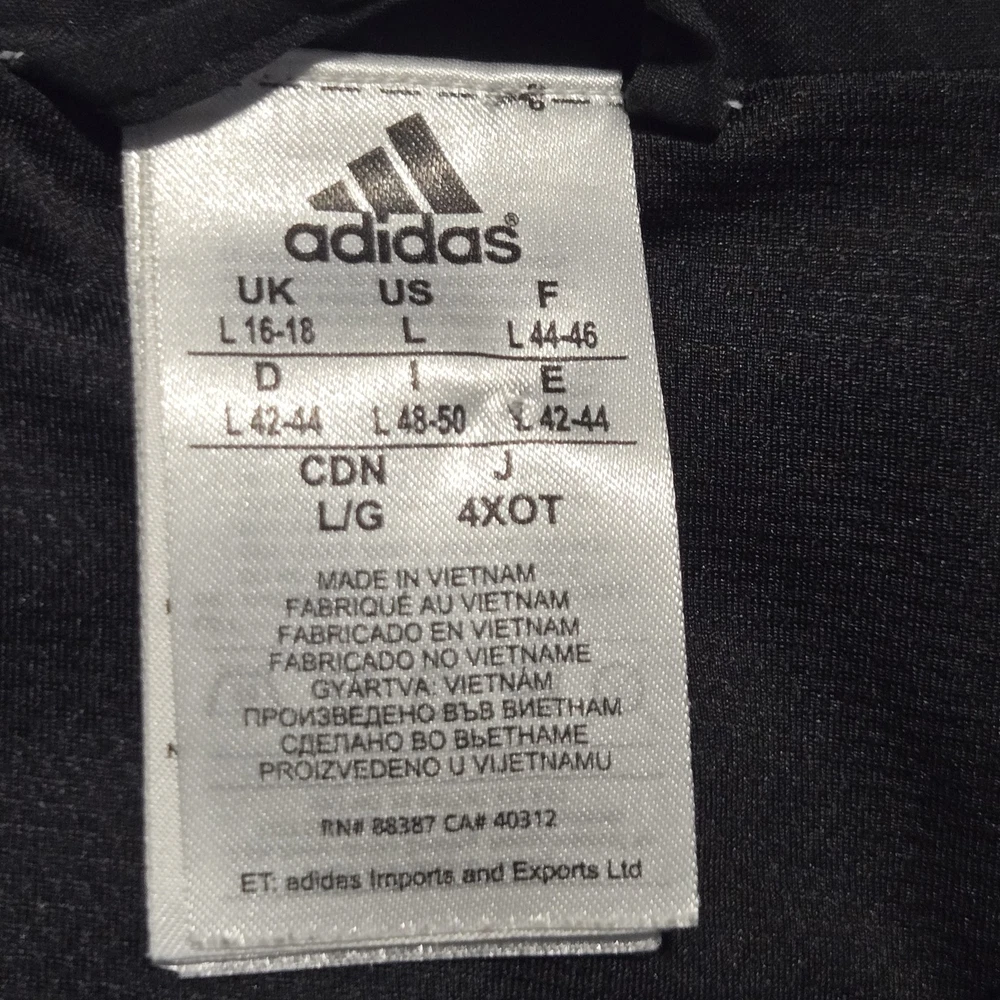 adidas®
UK US F
L 16-18 L L 44-46
D I E
L 42-44 L 48-50 L 42-44
CDN J
L/G 4XOT
MADE IN VIETNAM
FABRIQUÉ AU VIETNAM
FABRICADO EN VIETNAM
FABRICADO NO VIETNAME
GYÁRTVA: VIETNÁM
ПРОИЗВЕДЕНО ВЪВ ВИЕТНАМ
СДЕЛАНО ВО ВЬЕТНАМЕ
PROIZVEDENO U VIJETNAMU
RN# 88387 CA# 40312
ET: adidas Imports and Exports Ltd